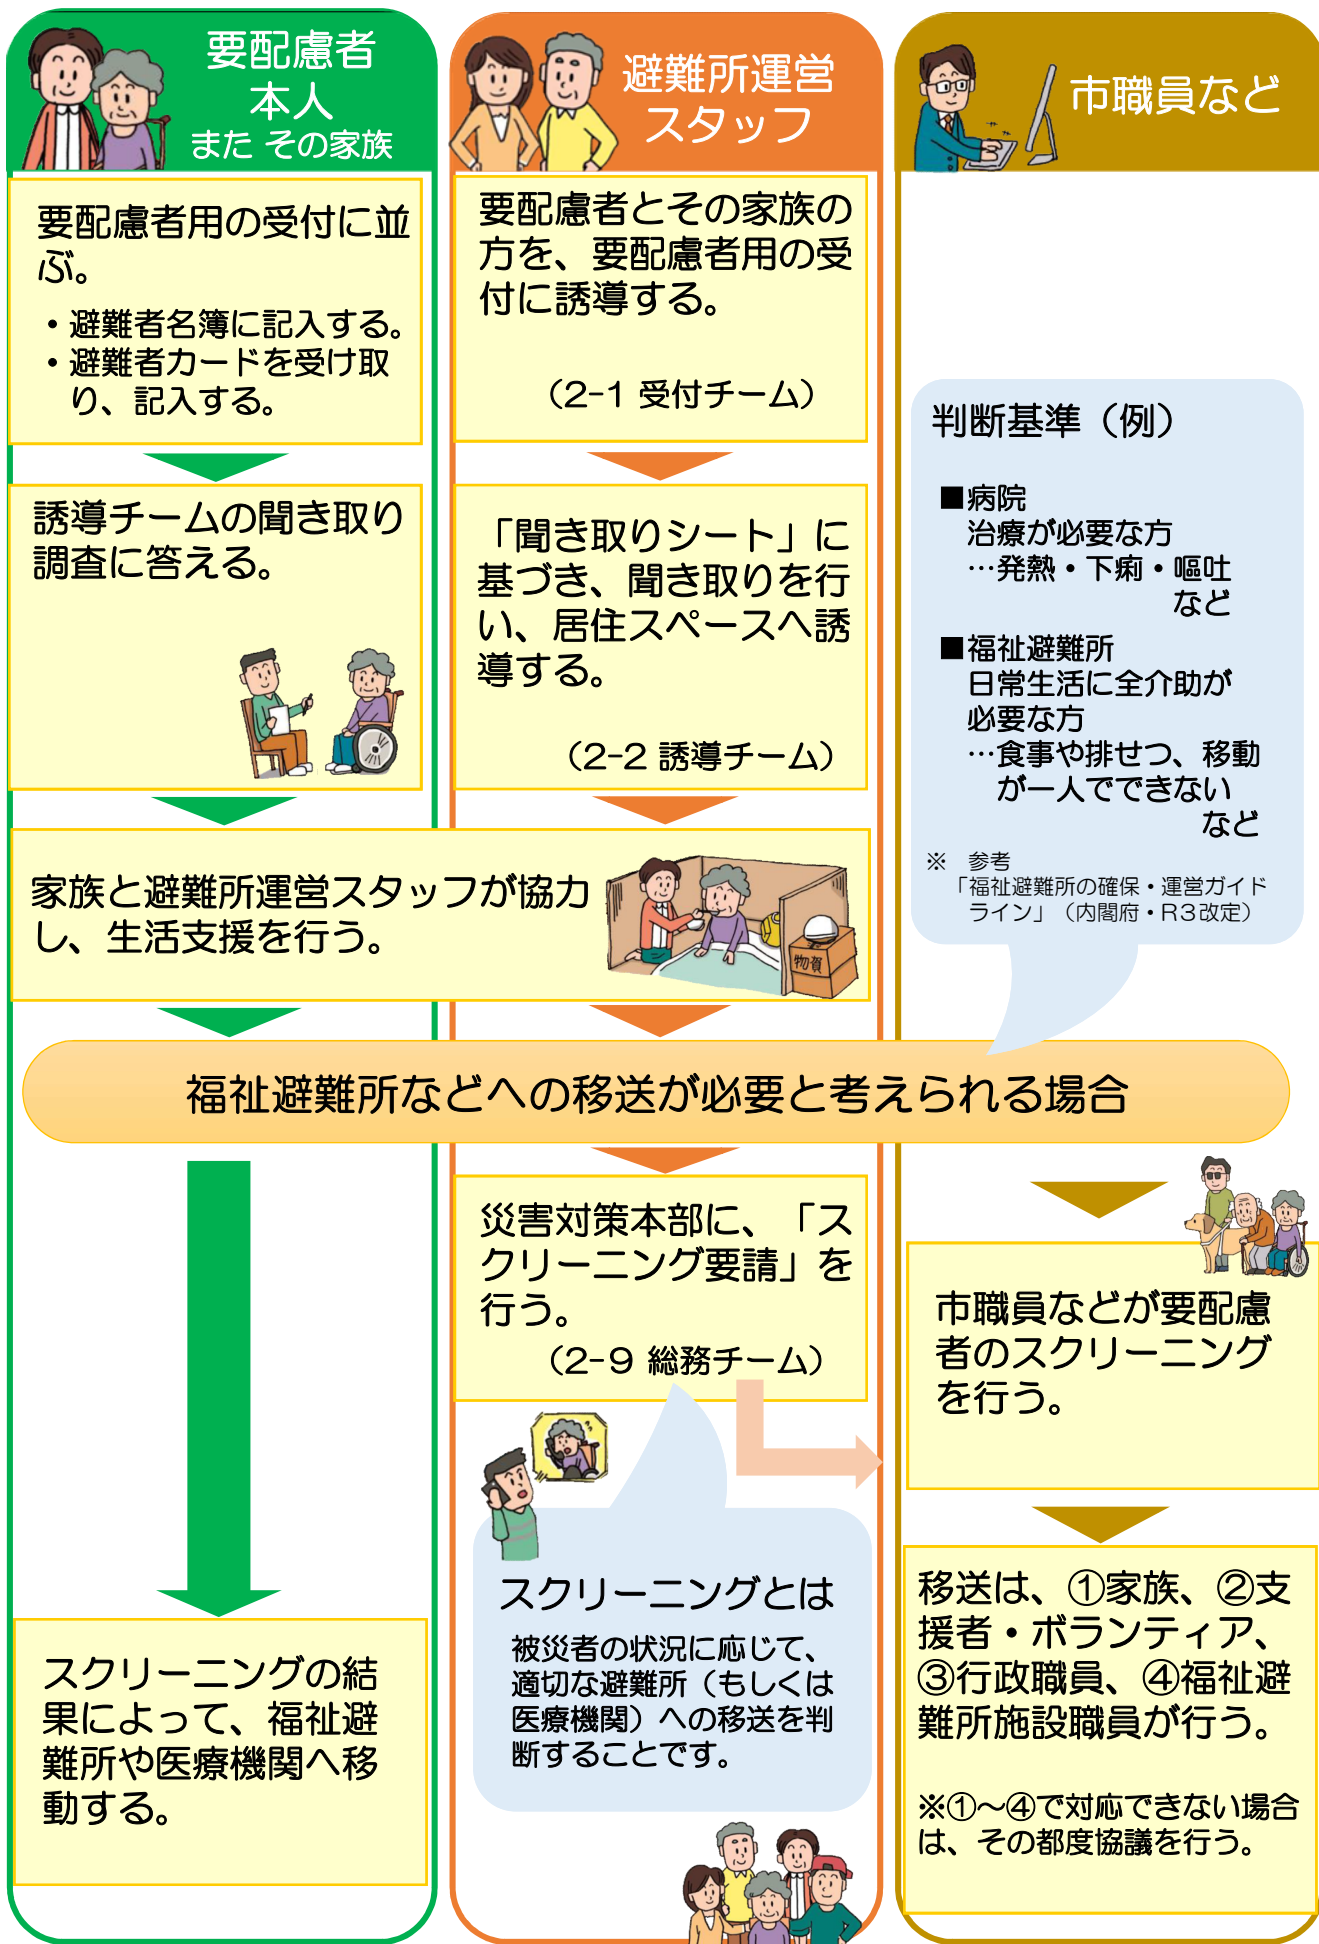 要配慮者
本人
また その家族
要配慮者用の受付に並
ぶ。
・避難者名簿に記入する。
・避難者カードを受け取
り、記入する。
誘導チームの聞き取り
調査に答える。
避難所運営
スタッフ
要配慮者とその家族の
方を、要配慮者用の受
付に誘導する。
（2-1 受付チーム）
「聞き取りシート」に
基づき、聞き取りを行
い、居住スペースへ誘
導する。
（2-2 誘導チーム）
家族と避難所運営スタッフが協力
し、生活支援を行う。
物資
市職員など
判断基準（例）
■病院
治療が必要な方
…発熱・下痢・嘔吐
など
■福祉避難所
日常生活に全介助が
必要な方
…食事や排せつ、移動
が一人でできない
など
※　参考
「福祉避難所の確保・運営ガイド
ライン」（内閣府・R3改定）
福祉避難所などへの移送が必要と考えられる場合
スクリーニングの結
果によって、福祉避
難所や医療機関へ移
動する。
災害対策本部に、「ス
クリーニング要請」を
行う。
（2-9 総務チーム）
スクリーニングとは
被災者の状況に応じて、
適切な避難所（もしくは
医療機関）への移送を判
断することです。
市職員などが要配慮
者のスクリーニング
を行う。
移送は、①家族、②支
援者・ボランティア、
③行政職員、④福祉避
難所施設職員が行う。
※①～④で対応できない場合
は、その都度協議を行う。